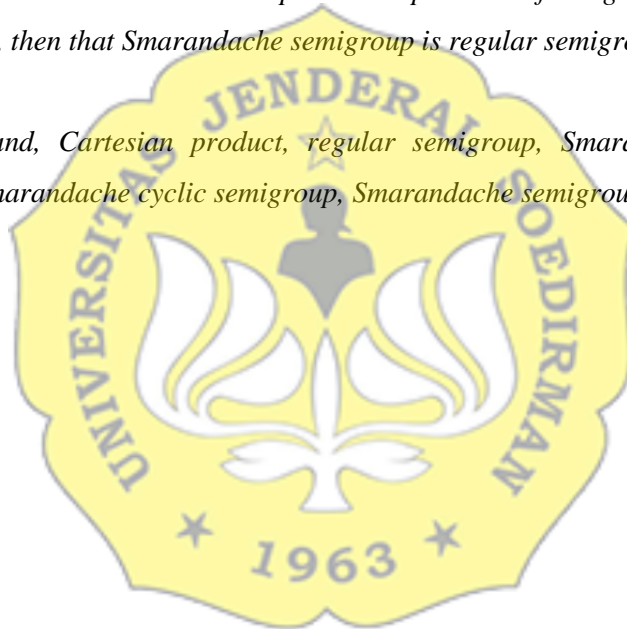 , then that Smarandache semigroup is regular semigro
und, Cartesian product, regular semigroup, Smara
marandache cyclic semigroup, Smarandache semigrou
UNIVERSITAS JENDERAL SOEDIRMAN
★ 1963 ★